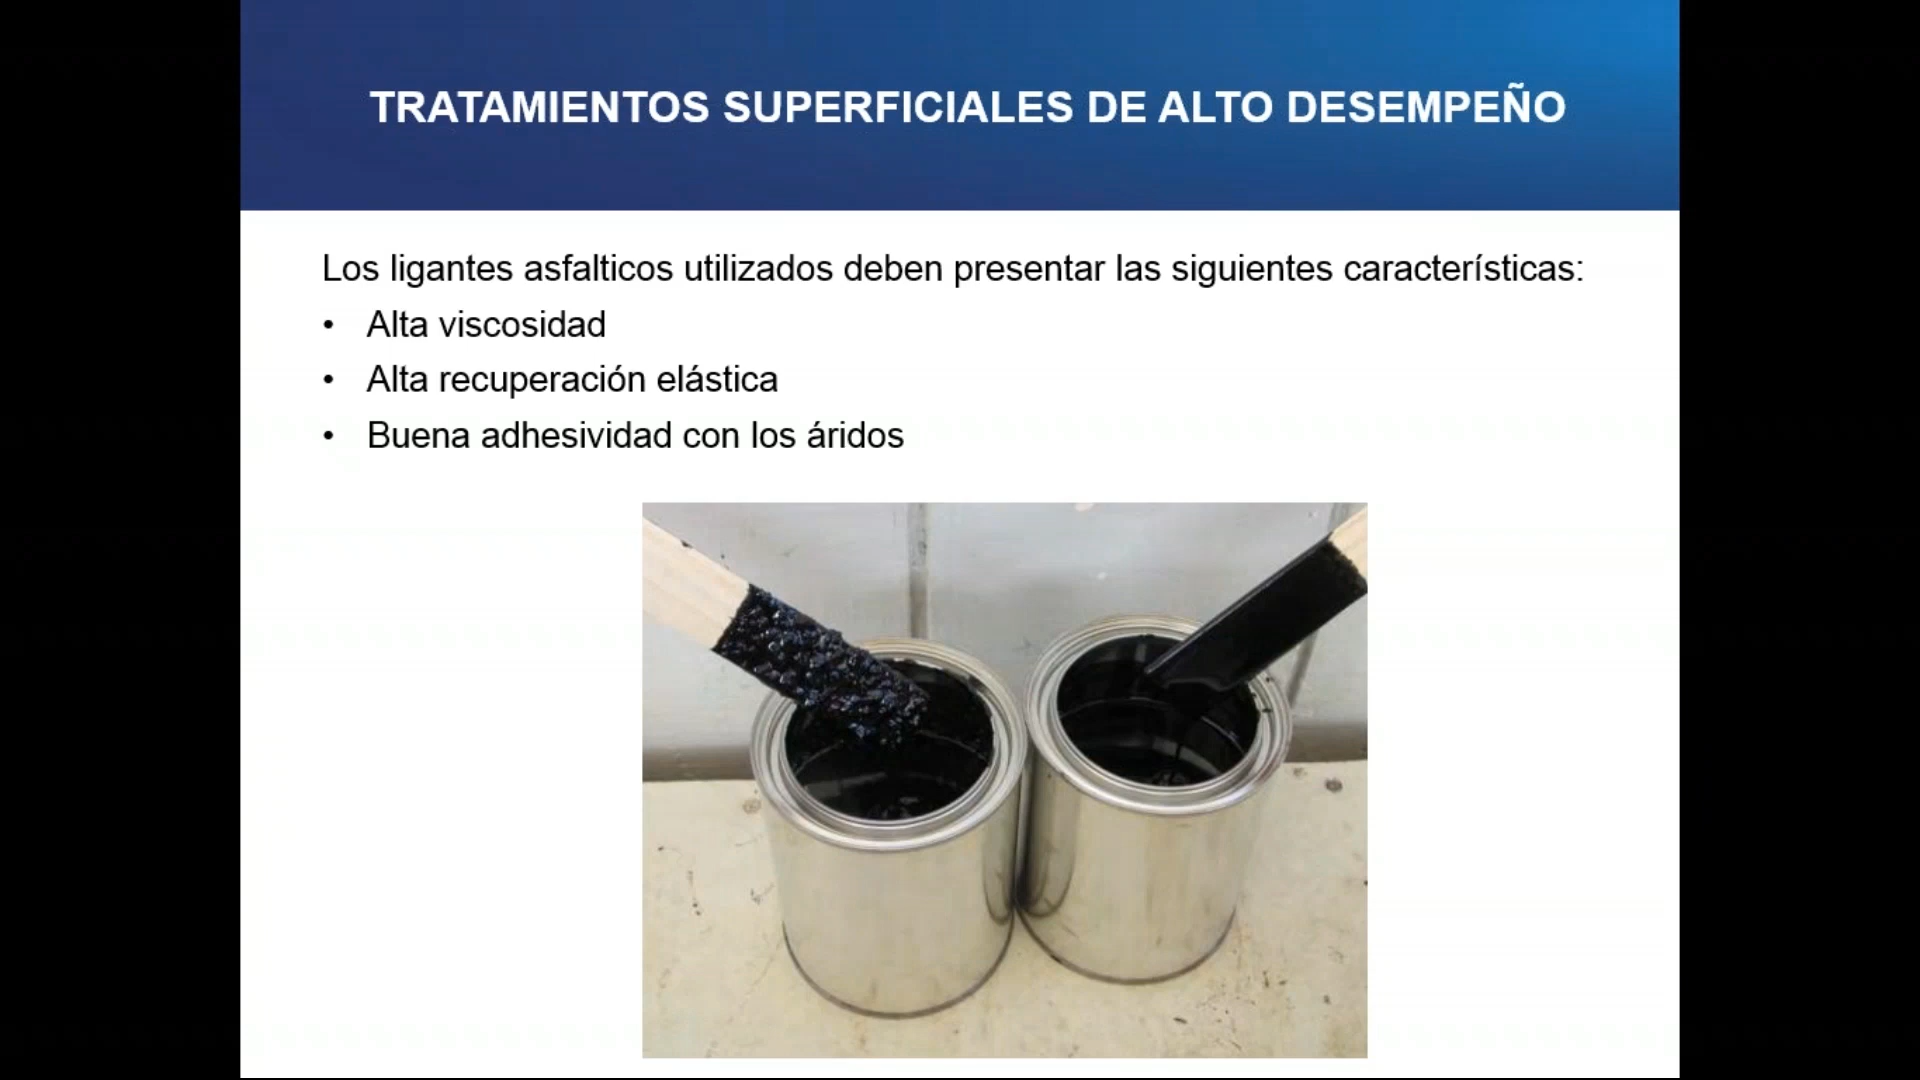 TRATAMIENTOS SUPERFICIALES DE ALTO DESEMPEÑO
Los ligantes asfalticos utilizados deben presentar las siguientes características:
• Alta viscosidad
• Alta recuperación elástica
• Buena adhesividad con los áridos